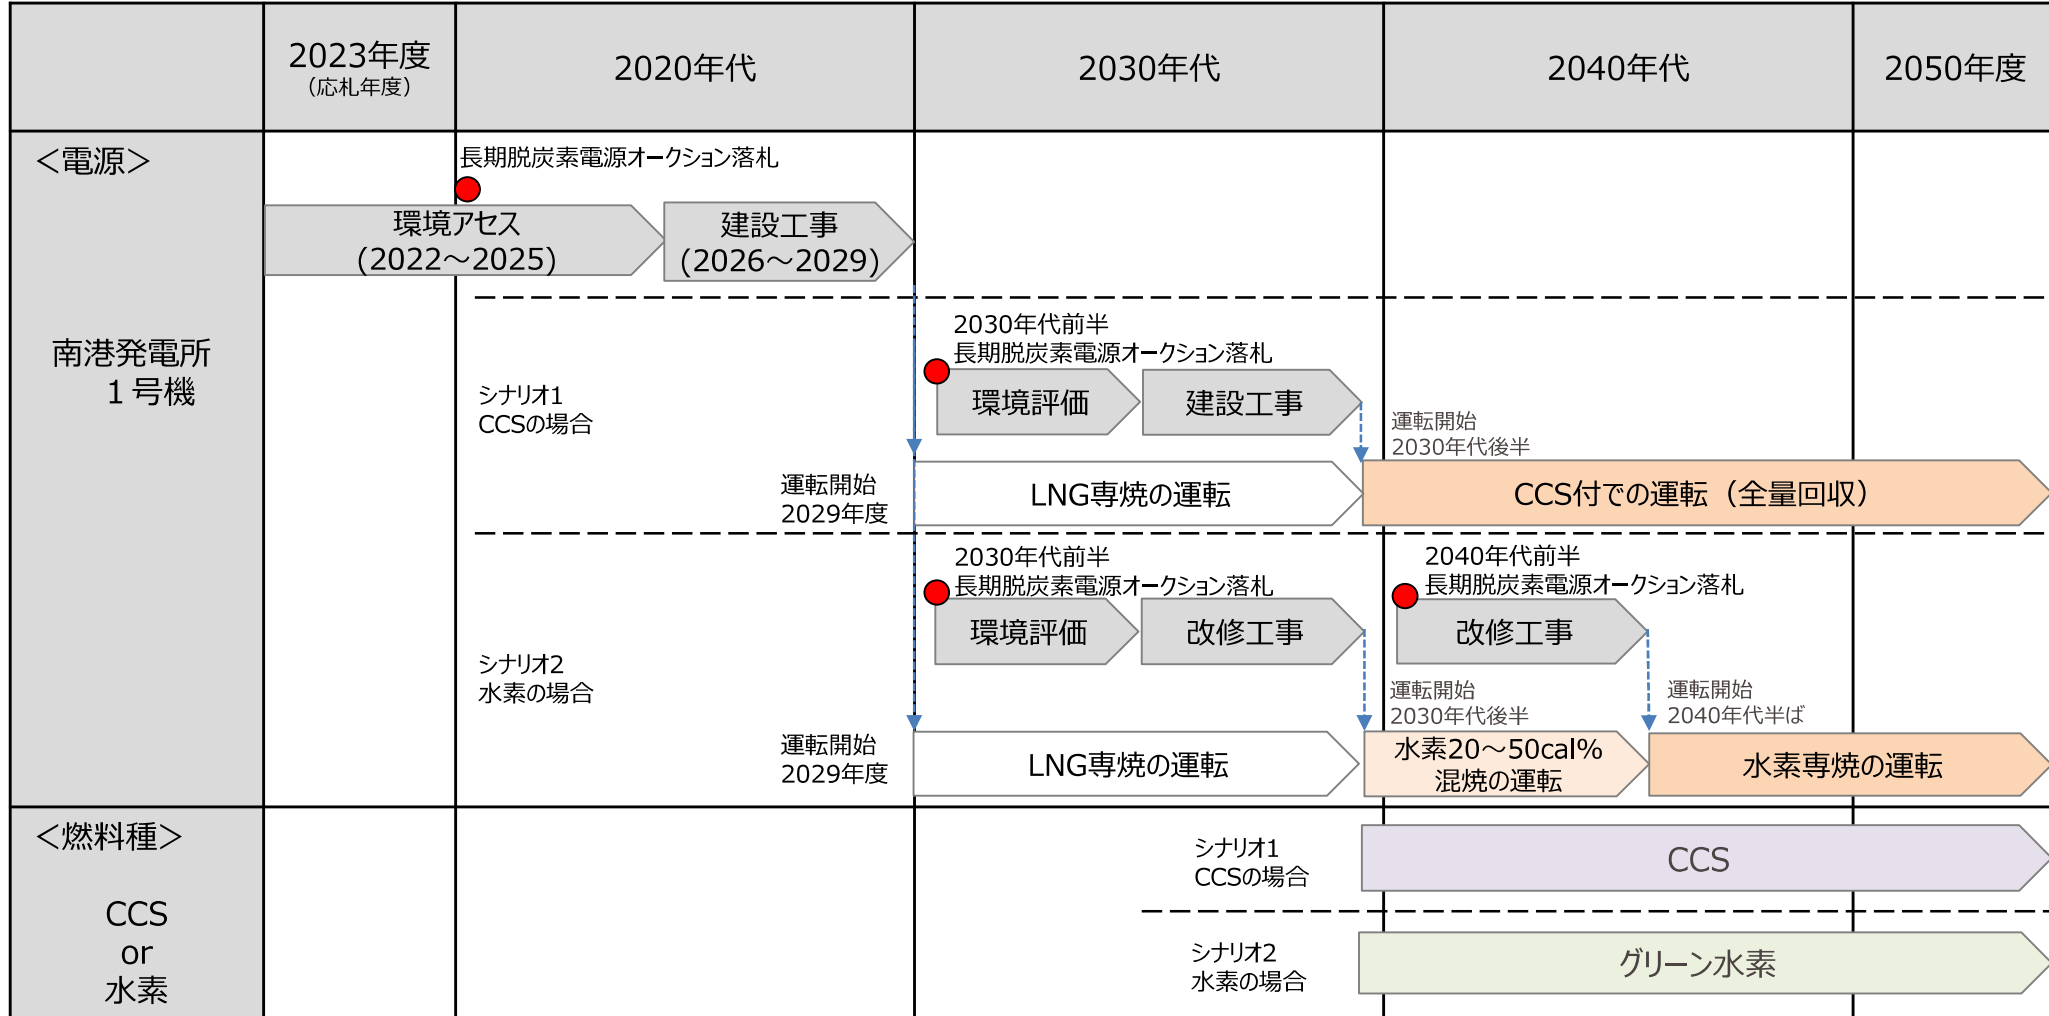 2023年度
（応札年度）
2020年代
2030年代
2040年代
2050年度
＜電源＞
南港発電所
１号機
長期脱炭素電源オークション落札
環境アセス
（2022～2025）
建設工事
（2026～2029）
シナリオ1
CCSの場合
2030年代前半
長期脱炭素電源オークション落札
環境評価
建設工事
運転開始
2030年代後半
運転開始
2029年度
LNG専焼の運転
CCS付での運転（全量回収）
シナリオ2
水素の場合
2030年代前半
長期脱炭素電源オークション落札
環境評価
改修工事
2040年代前半
長期脱炭素電源オークション落札
改修工事
運転開始
2030年代後半
運転開始
2040年代半ば
運転開始
2029年度
LNG専焼の運転
水素20～50cal%
混焼の運転
水素専焼の運転
＜燃料種＞
CCS
or
水素
シナリオ1
CCSの場合
CCS
シナリオ2
水素の場合
グリーン水素